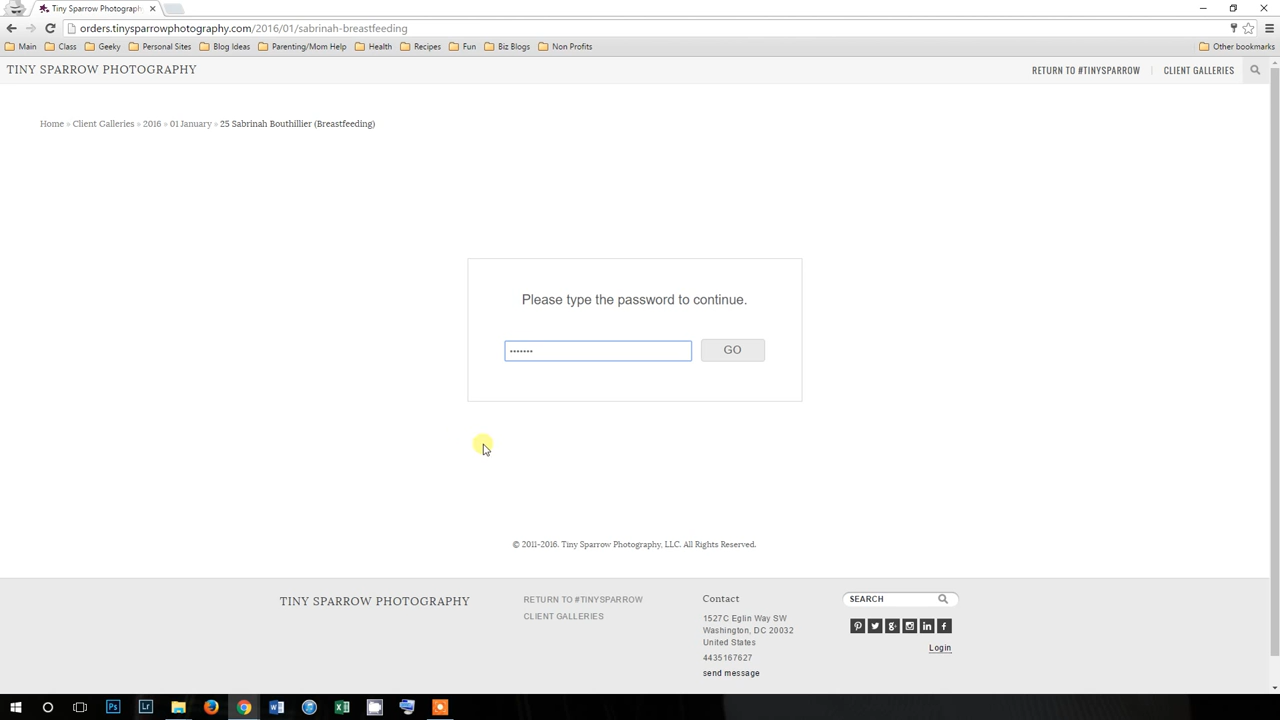 Tiny Sparrow Photograph
orders.tinysparrowphotography.com/2016/01/sabrinah-breastfeeding
Main Class Geeky Personal Sites Blog Ideas Parenting/Mom Help Health Recipes Fun Biz Blogs Non Profits Other bookmarks
TINY SPARROW PHOTOGRAPHY
RETURN TO #TINYSPARROW CLIENT GALLERIES
Home » Client Galleries » 2016 » 01 January » 25 Sabrinah Bouthillier (Breastfeeding)
Please type the password to continue.
••••••• GO
© 2011-2016. Tiny Sparrow Photography, LLC. All Rights Reserved.
TINY SPARROW PHOTOGRAPHY
RETURN TO #TINYSPARROW
CLIENT GALLERIES
Contact
1527C Eglin Way SW
Washington, DC 20032
United States
4435167627
send message
SEARCH
Login
Ps Lr